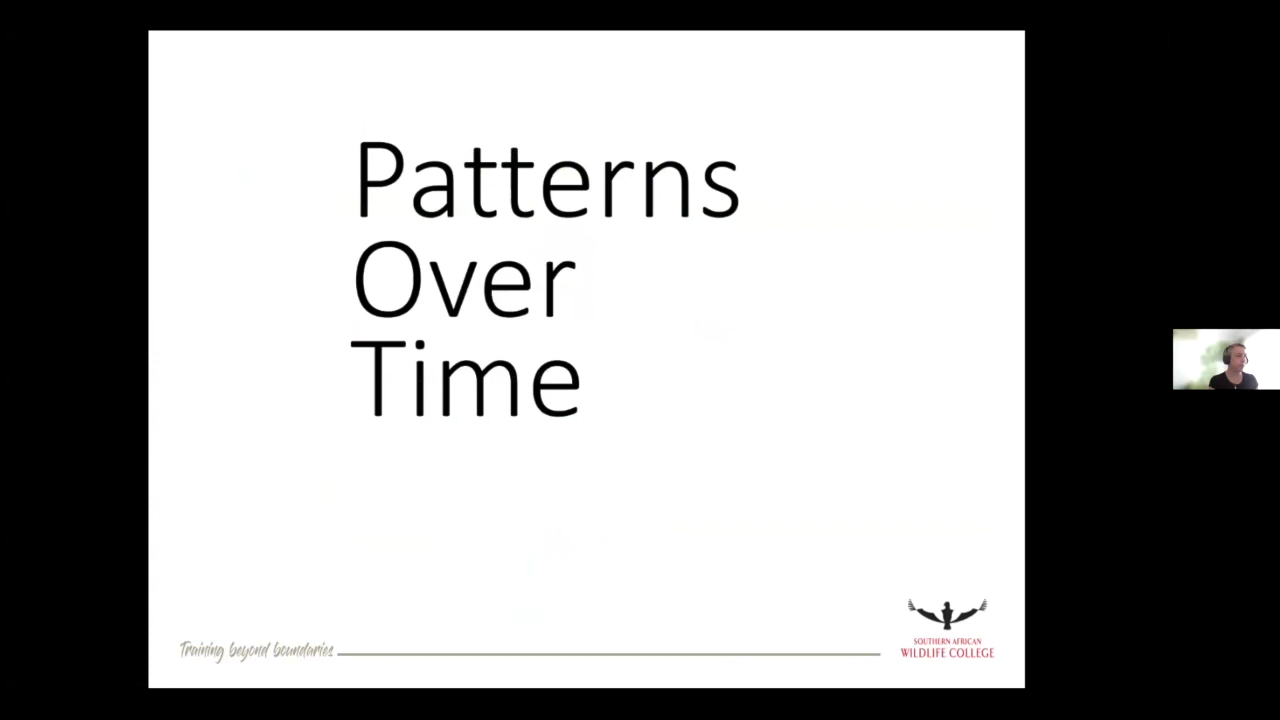 Patterns
Over
Time
Training beyond boundaries
SOUTHERN AFRICAN
WILDLIFE COLLEGE